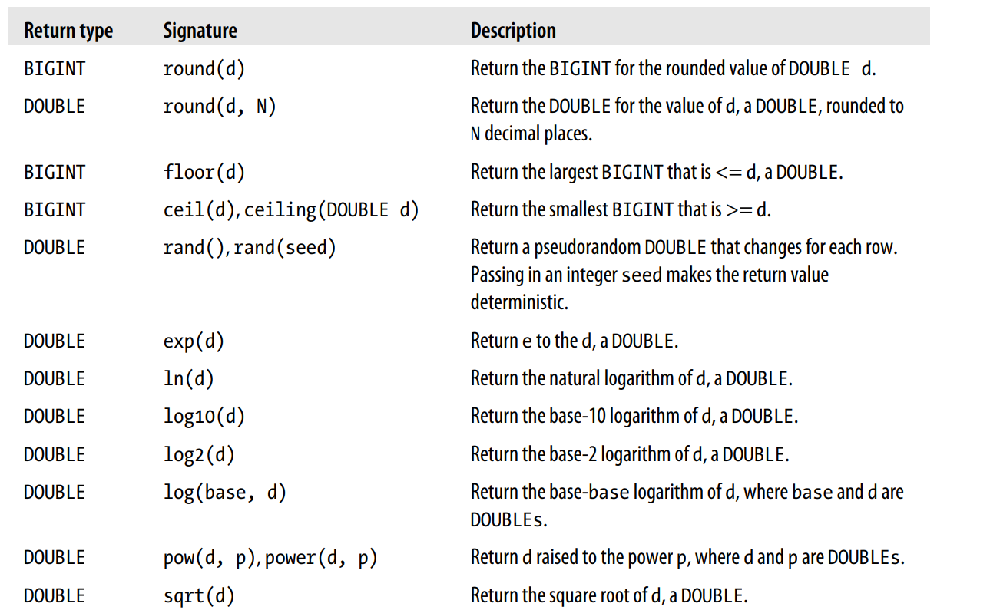 Return type Signature Description
BIGINT round(d) Return the BIGINT for the rounded value of DOUBLE d.
DOUBLE round(d, N) Return the DOUBLE for the value of d, a DOUBLE, rounded to
N decimal places.
BIGINT floor(d) Return the largest BIGINT that is <= d, a DOUBLE.
BIGINT ceil(d), ceiling(DOUBLE d) Return the smallest BIGINT that is >= d.
DOUBLE rand(), rand(seed) Return a pseudorandom DOUBLE that changes for each row.
Passing in an integer seed makes the return value
deterministic.
DOUBLE exp(d) Return e to the d, a DOUBLE.
DOUBLE ln(d) Return the natural logarithm of d, a DOUBLE.
DOUBLE log10(d) Return the base-10 logarithm of d, a DOUBLE.
DOUBLE log2(d) Return the base-2 logarithm of d, a DOUBLE.
DOUBLE log(base, d) Return the base-base logarithm of d, where base and d are
DOUBLEs.
DOUBLE pow(d, p), power(d, p) Return d raised to the power p, where d and p are DOUBLEs.
DOUBLE sqrt(d) Return the square root of d, a DOUBLE.